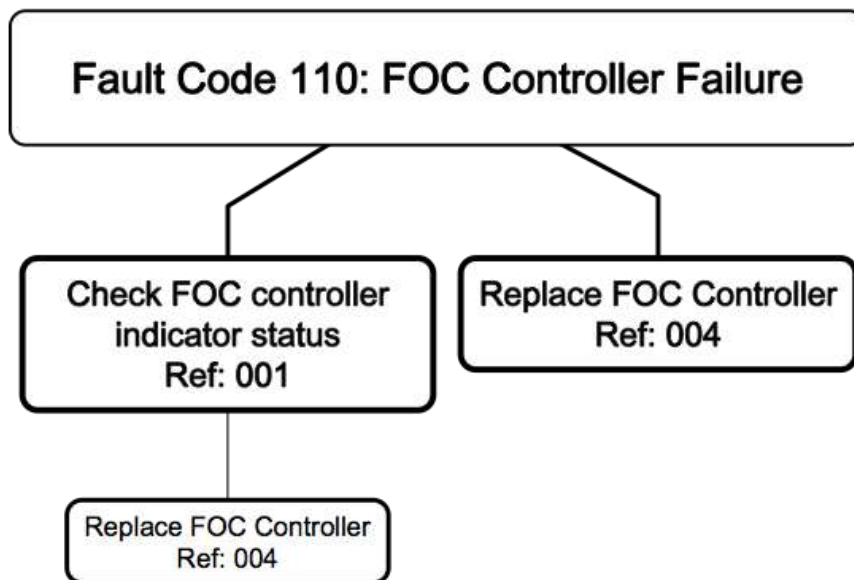 Fault Code 110: FOC Controller Failure
Check FOC controller
indicator status
Ref: 001
Replace FOC Controller
Ref: 004
Replace FOC Controller
Ref: 004